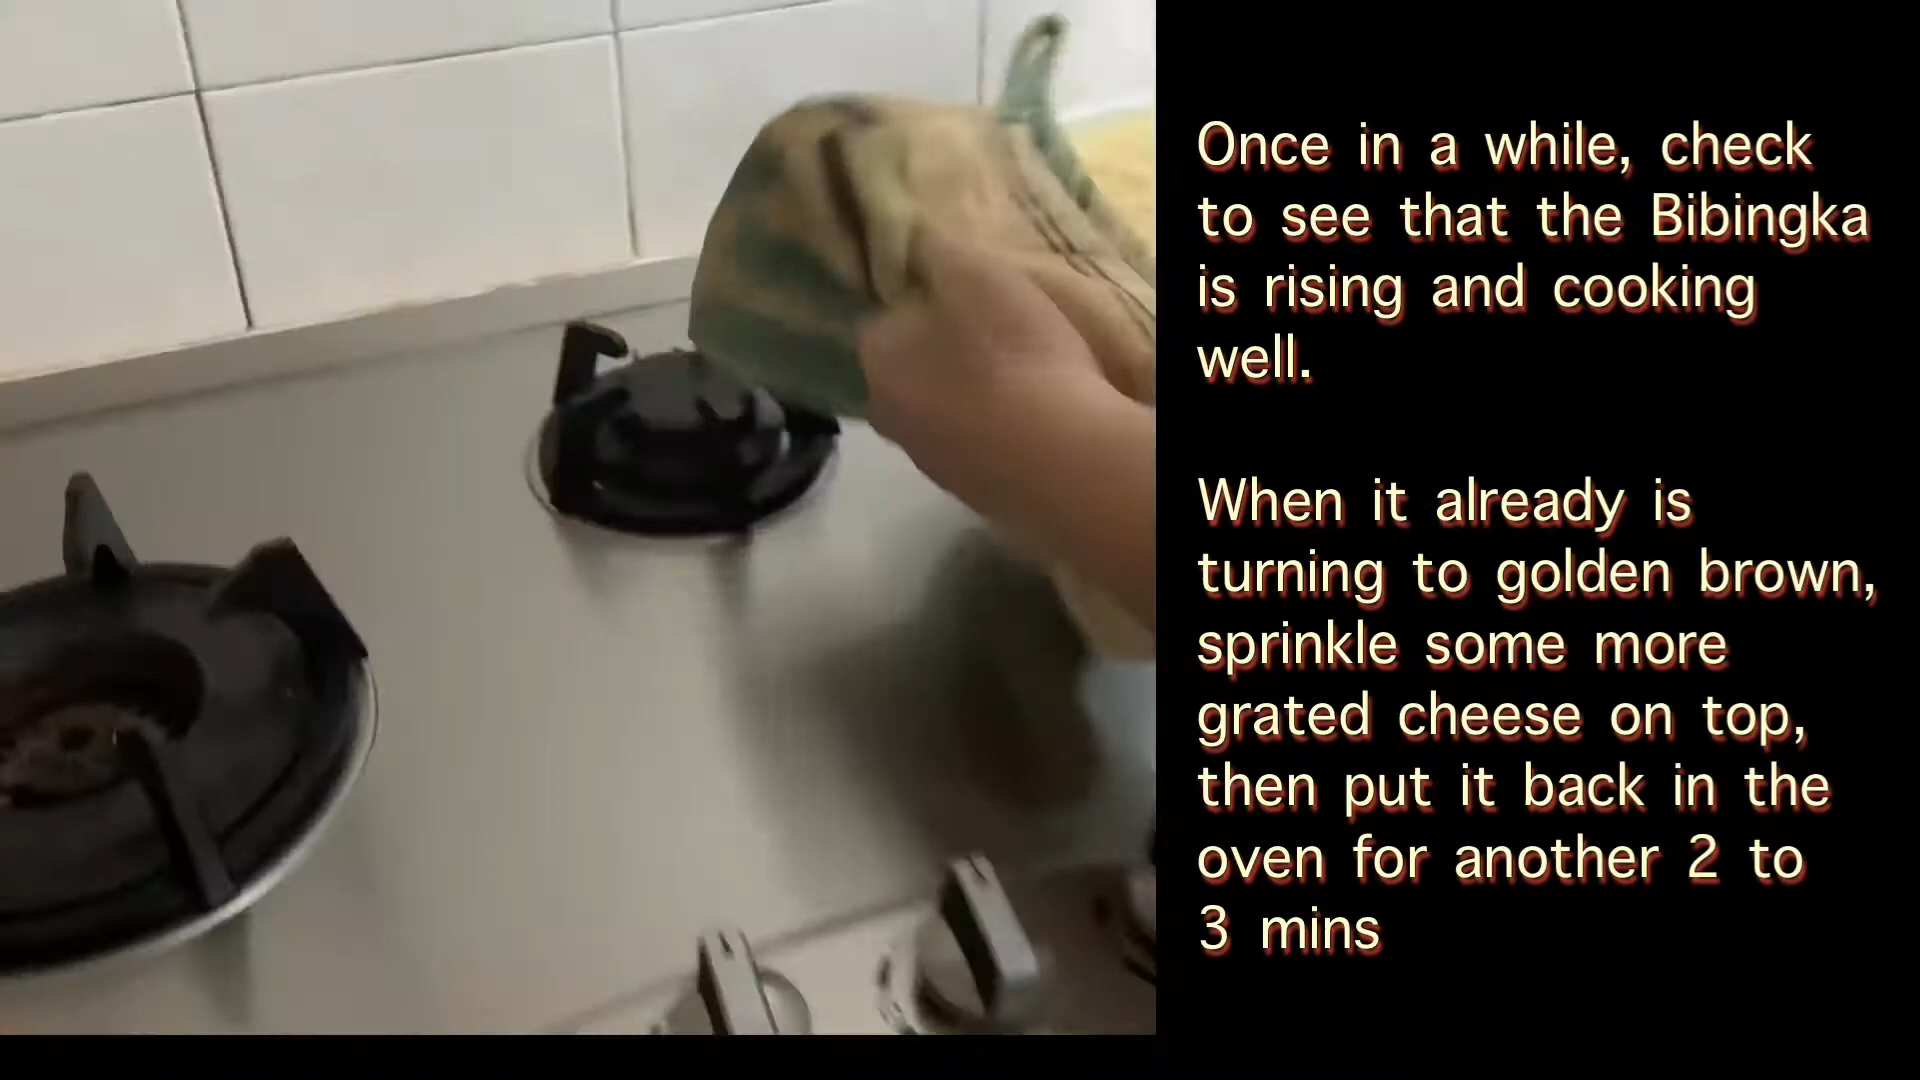 Once in a while, check
to see that the Bibingka
is rising and cooking
well.
When it already is
turning to golden brown,
sprinkle some more
grated cheese on top,
then put it back in the
oven for another 2 to
3 mins